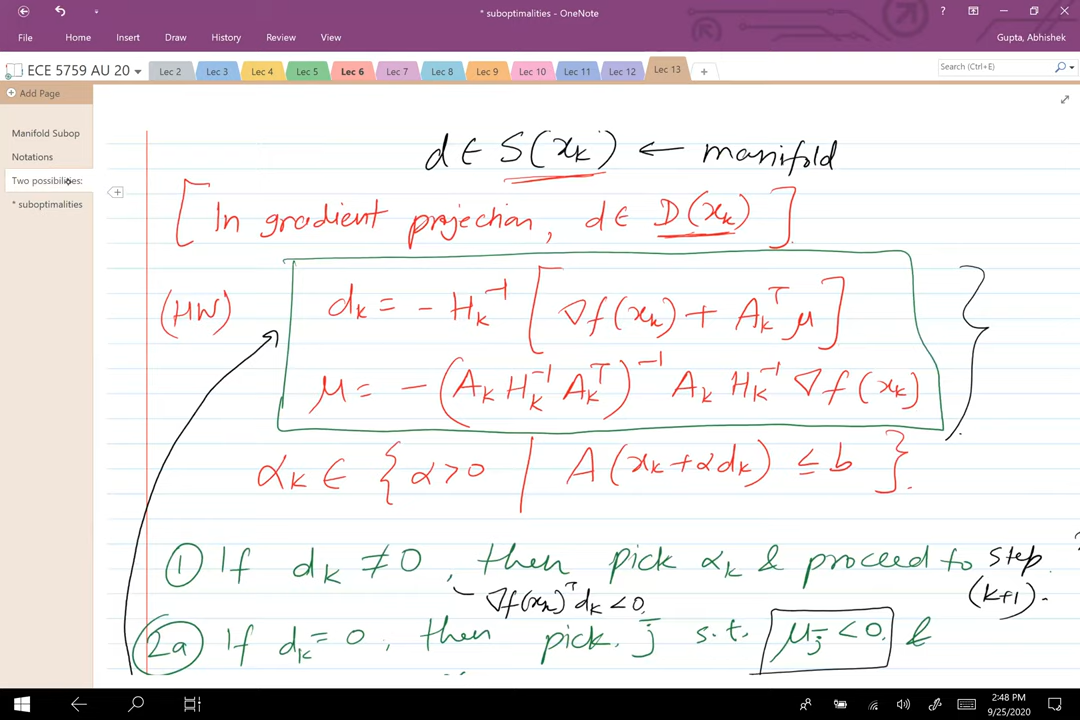 * suboptimalities - OneNote
Gupta, Abhishek
File Home Insert Draw History Review View
ECE 5759 AU 20
Lec 2 Lec 3 Lec 4 Lec 5 Lec 6 Lec 7 Lec 8 Lec 9 Lec 10 Lec 11 Lec 12 Lec 13
Search (Ctrl+E)
Add Page
Manifold Subop
Notations
Two possibilities:
* suboptimalities
d ∈ S(x_k) ← manifold
[In gradient projection, d ∈ D(x_k)]
(HW)
d_k = - H_k^{-1} [∇f(x_k) + A_k^T μ]
μ = - (A_k H_k^{-1} A_k^T)^{-1} A_k H_k^{-1} ∇f(x_k)
α_k ∈ {α > 0 | A(x_k + α d_k) ≤ b}.
① If d_k ≠ 0, then pick α_k & proceed to step (k+1).
∇f(x_k)^T d_k < 0.
2a If d_k = 0, then pick j̄ s.t. μ_j̄ < 0. &
2:48 PM
9/25/2020